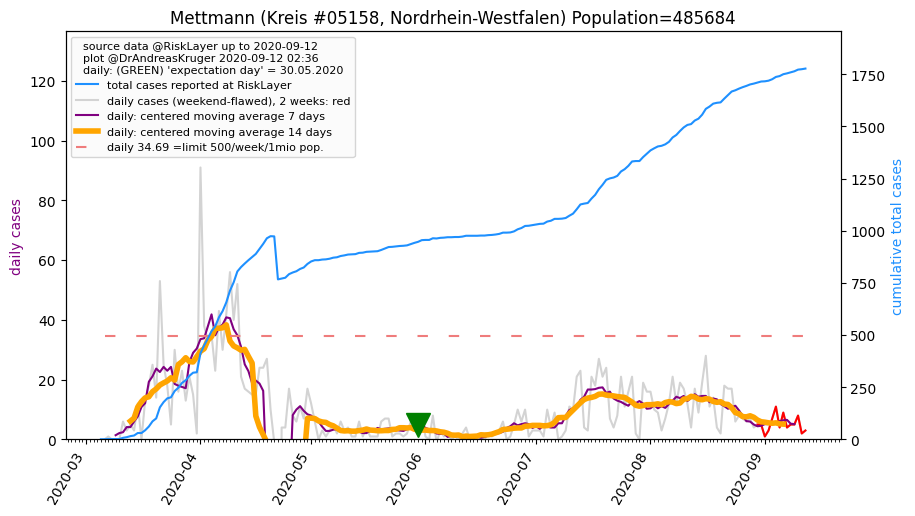 Mettmann (Kreis #05158, Nordrhein-Westfalen) Population=485684
source data @RiskLayer up to 2020-09-12
plot @DrAndreasKruger 2020-09-12 02:36
daily: (GREEN) 'expectation day' = 30.05.2020
total cases reported at RiskLayer
daily cases (weekend-flawed), 2 weeks: red
daily: centered moving average 7 days
daily: centered moving average 14 days
daily 34.69 =limit 500/week/1mio pop.
daily cases
120
100
80
60
40
20
0
1750
1500
1250
1000
750
500
250
0
cumulative total cases
2020-03
2020-04
2020-05
2020-06
2020-07
2020-08
2020-09